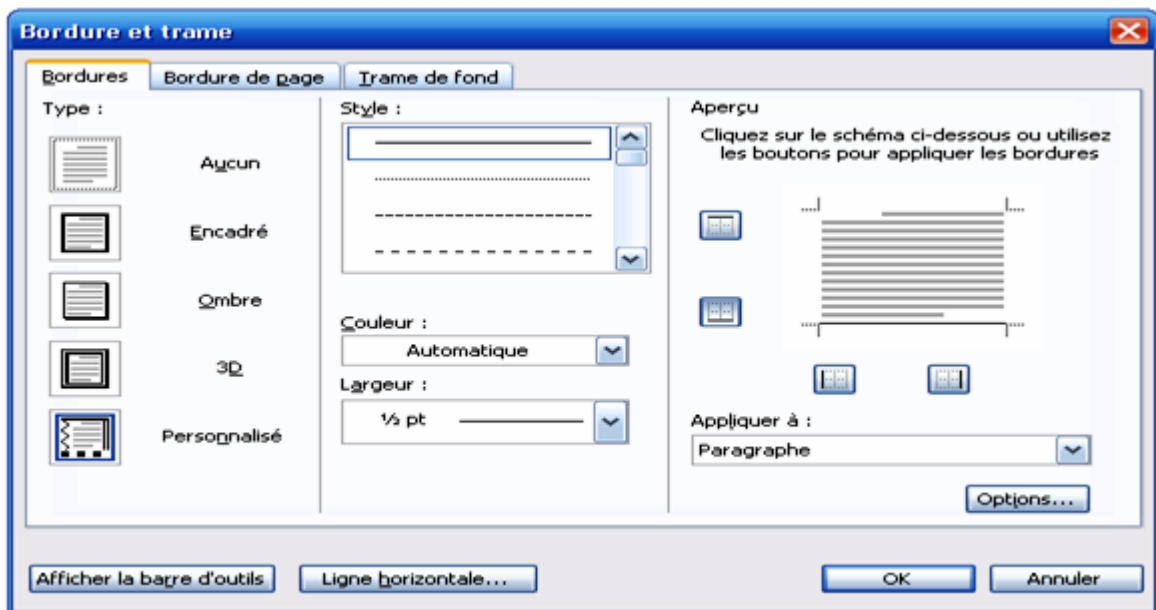 Bordure et trame
Bordures
Bordure de page
Trame de fond
Type :
Aucun
Encadré
Ombre
3D
Personnalisé
Style :
Couleur :
Automatique
Largeur :
½ pt
Aperçu
Cliquez sur le schéma ci-dessous ou utilisez
les boutons pour appliquer les bordures
Appliquer à :
Paragraphe
Options...
Afficher la barre d'outils
Ligne horizontale...
OK
Annuler